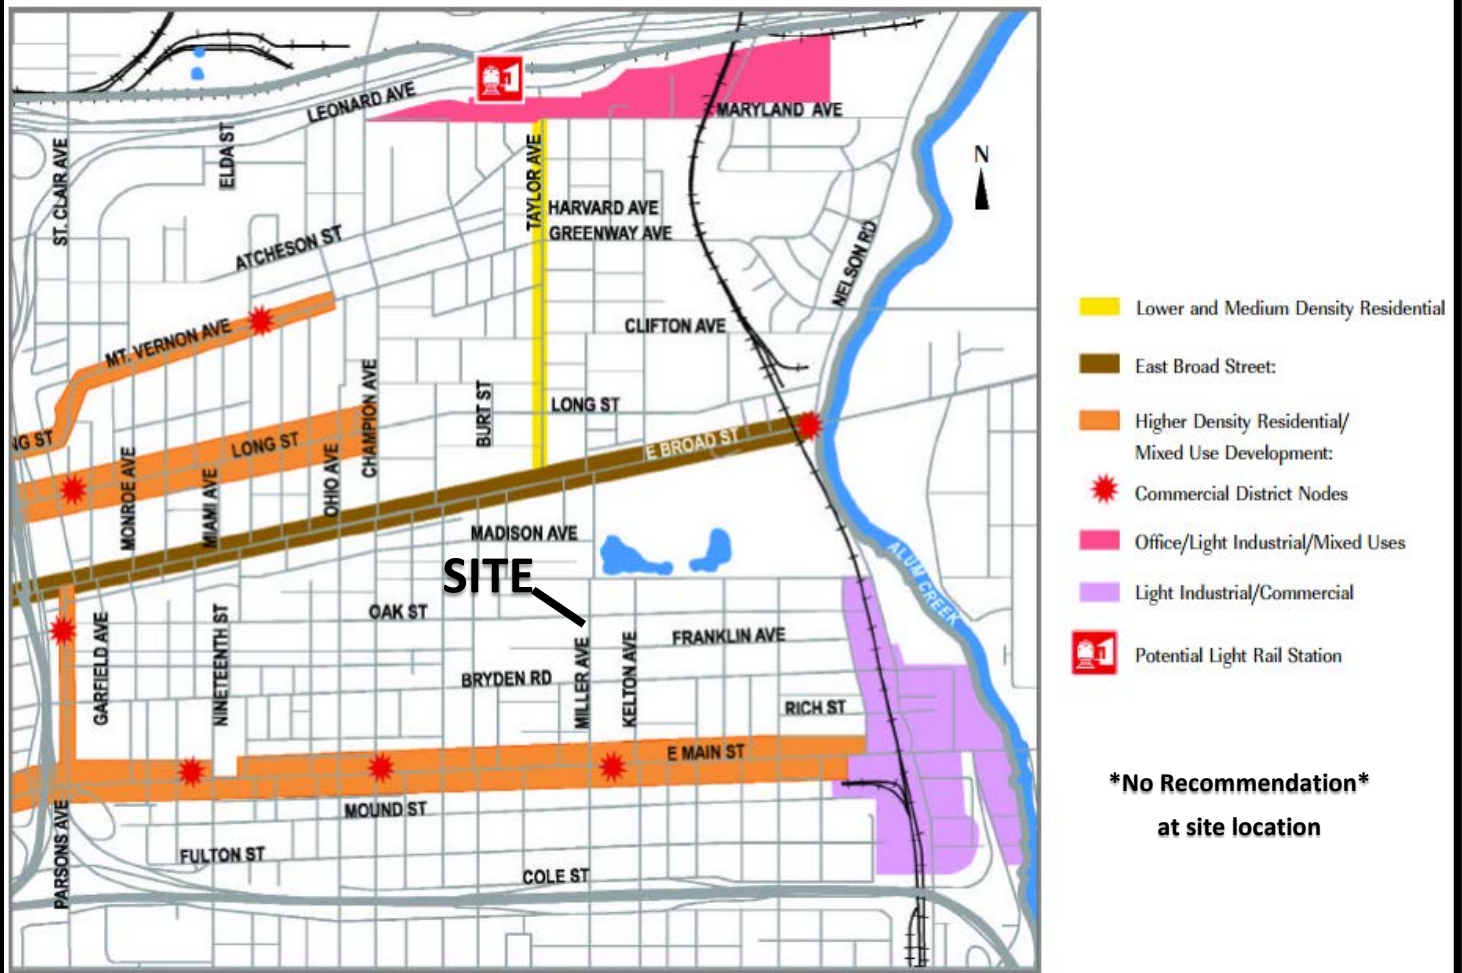 LEONARD AVE
MARYLAND AVE
ST. CLAIR AVE
ELDA ST
TAYLOR AVE
N
HARVARD AVE
GREENWAY AVE
ATCHESON ST
NELSON RD
CLIFTON AVE
MT. VERNON AVE
CHAMPION AVE
BURT ST
LONG ST
NG ST
LONG ST
E BROAD ST
MONROE AVE
MIAMI AVE
OHIO AVE
MADISON AVE
SITE
ALUM CREEK
OAK ST
GARFIELD AVE
NINETEENTH ST
MILLER AVE
KELTON AVE
FRANKLIN AVE
BRYDEN RD
RICH ST
E MAIN ST
MOUND ST
PARSONS AVE
FULTON ST
COLE ST
Lower and Medium Density Residential
East Broad Street:
Higher Density Residential/
Mixed Use Development:
Commercial District Nodes
Office/Light Industrial/Mixed Uses
Light Industrial/Commercial
Potential Light Rail Station
*No Recommendation*
at site location